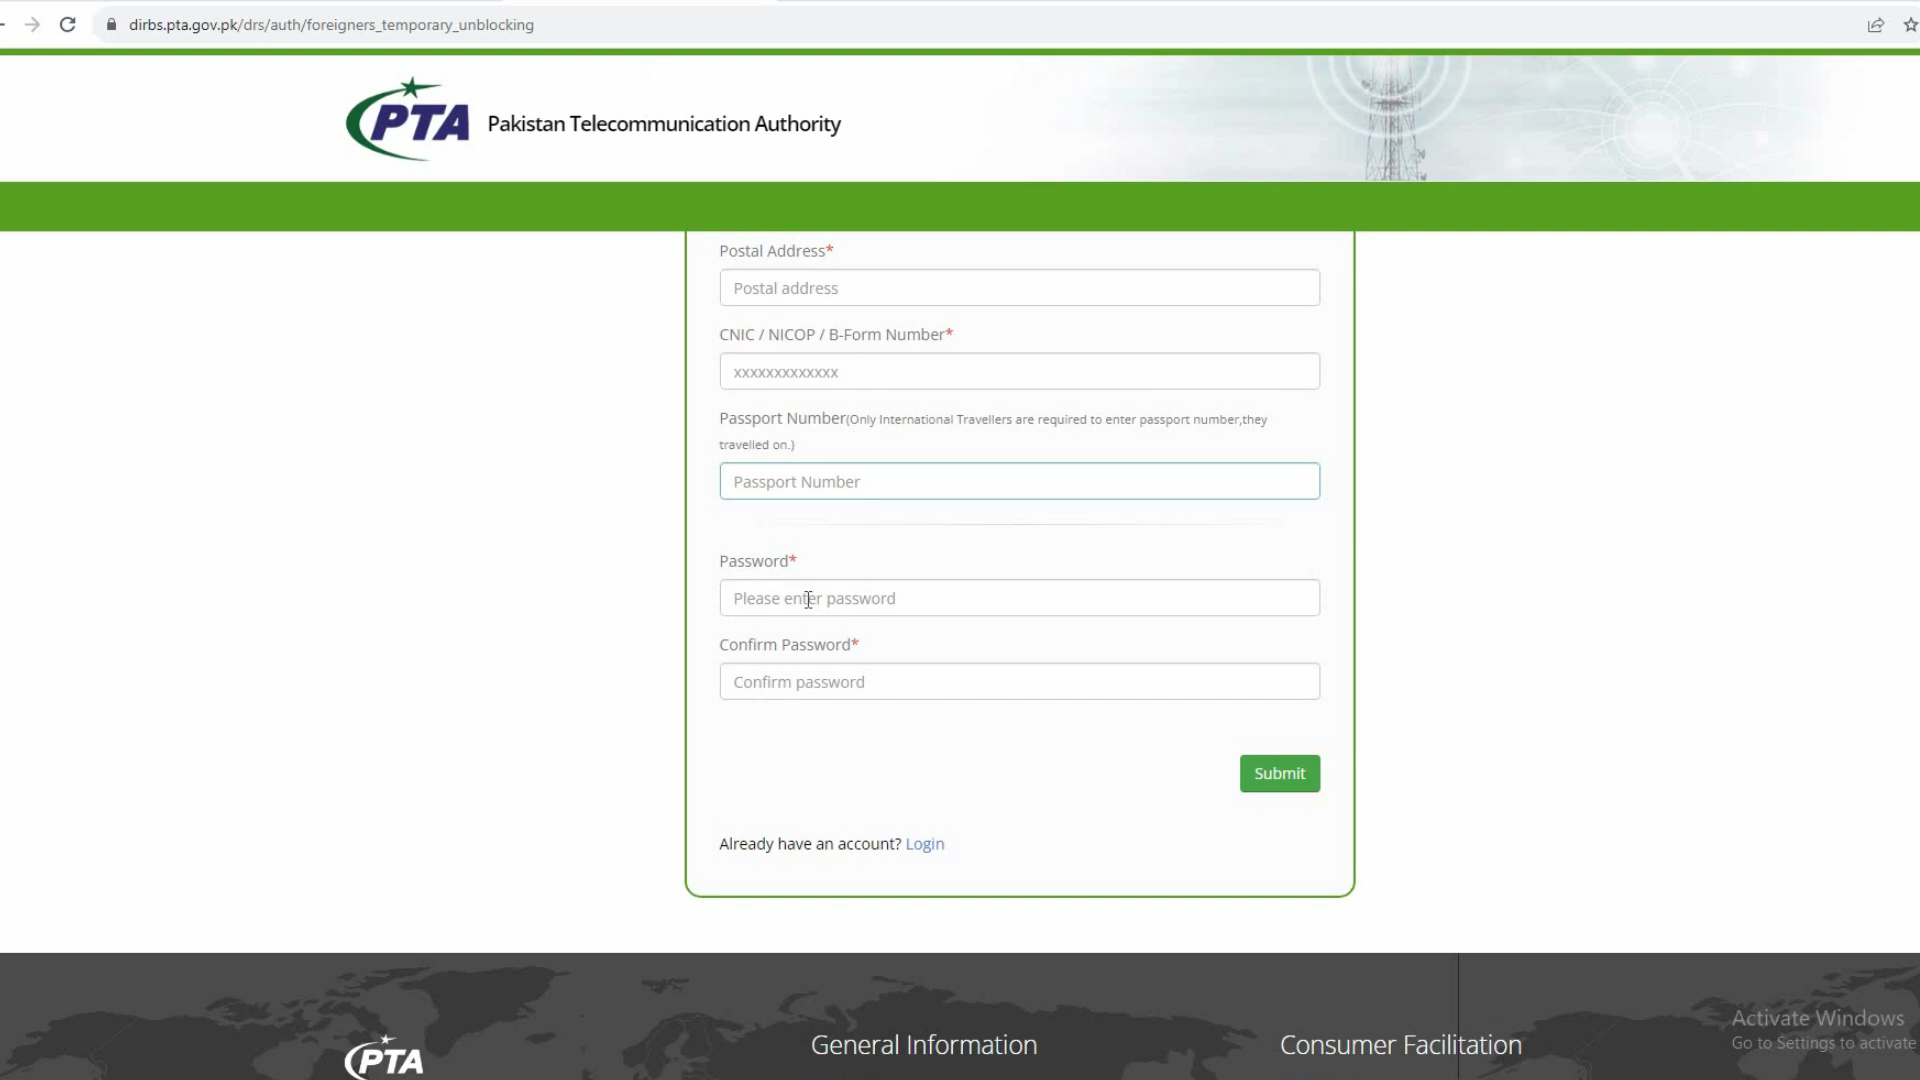 dirbs.pta.gov.pk/drs/auth/foreigners_temporary_unblocking
PTA
Pakistan Telecommunication Authority
Postal Address*
Postal address
CNIC / NICOP / B-Form Number*
xxxxxxxxxxxxx
Passport Number(Only International Travellers are required to enter passport number,they
travelled on.)
Passport Number
Password*
Please enter password
Confirm Password*
Confirm password
Submit
Already have an account? Login
Activate Windows
Go to Settings to activate
PTA
General Information
Consumer Facilitation